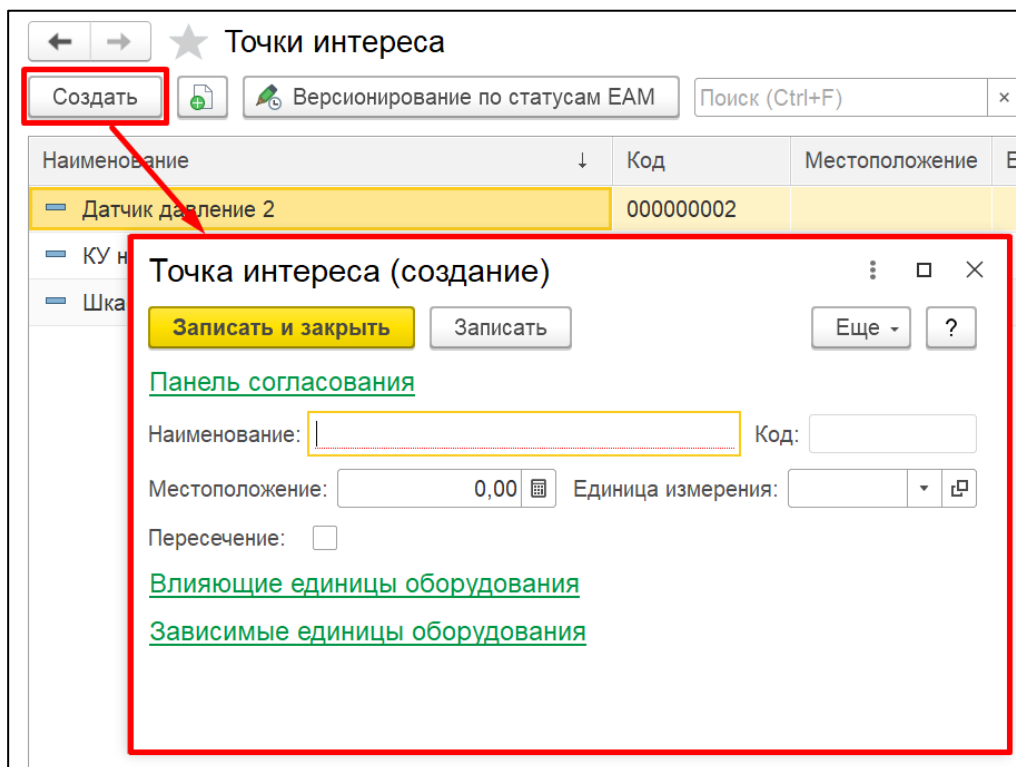 Точки интереса
Создать Версионирование по статусам ЕАМ Поиск (Ctrl+F) ×
Наименование ↓ Код Местоположение Е
Датчик давление 2 000000002
КУ н
Шка
Точка интереса (создание)
Записать и закрыть Записать Еще ?
Панель согласования
Наименование: Код:
Местоположение: 0,00 Единица измерения:
Пересечение:
Влияющие единицы оборудования
Зависимые единицы оборудования